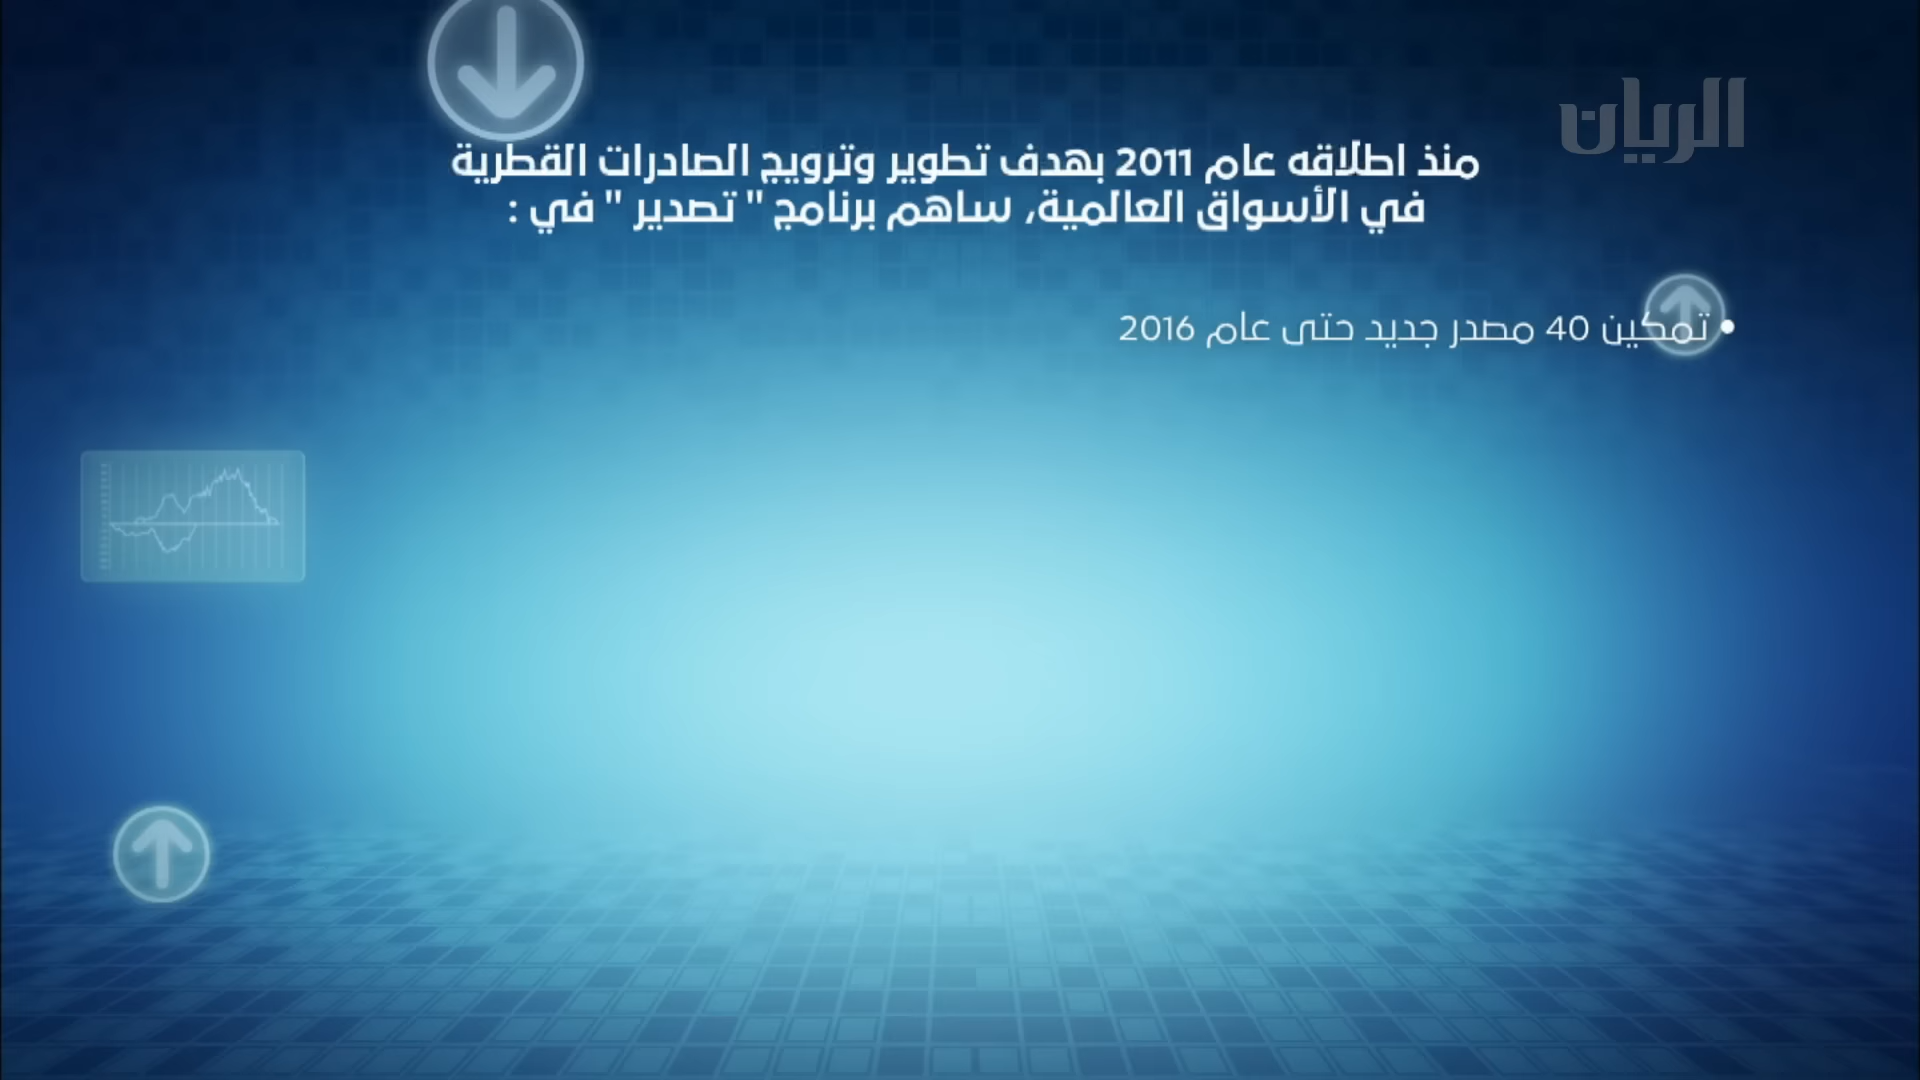 الريان
منذ اطلاقه عام 2011 بهدف تطوير وترويج الصادرات القطرية
في الأسواق العالمية، ساهم برنامج " تصدير " في :
• تمكين 40 مصدر جديد حتى عام 2016